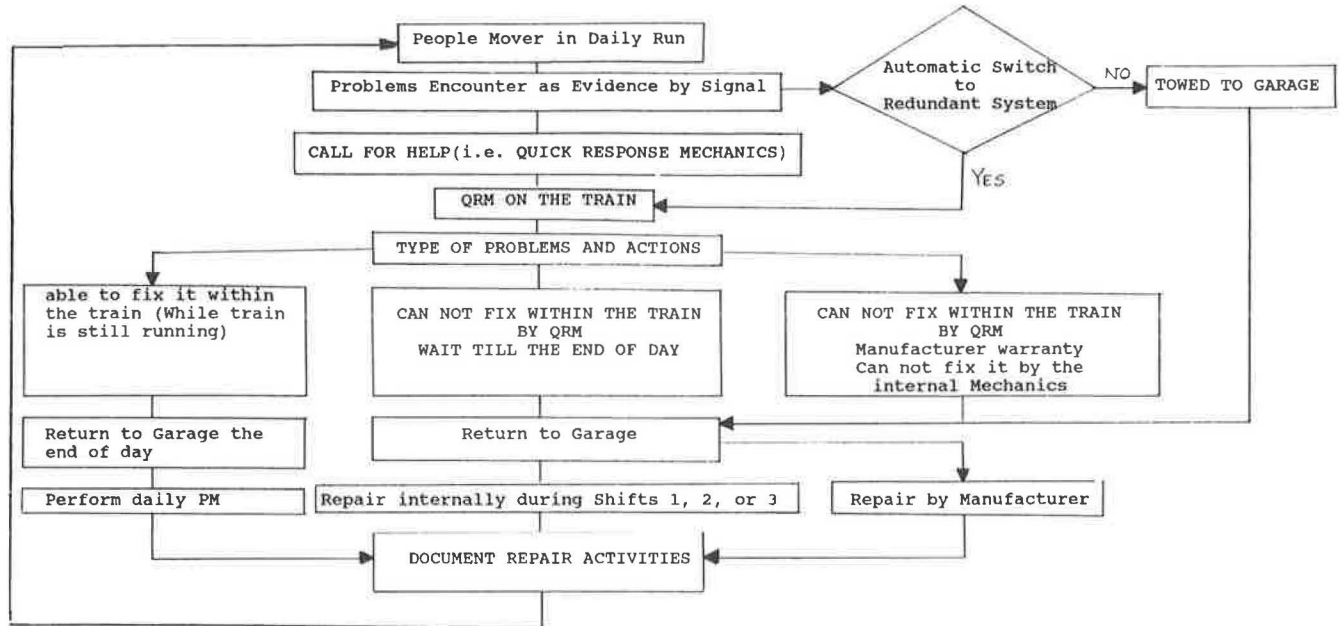 People Mover in Daily Run
Problems Encounter as Evidence by Signal
Automatic Switch
to
Redundant System
NO
TOWED TO GARAGE
YES
CALL FOR HELP(i.e. QUICK RESPONSE MECHANICS)
QRM ON THE TRAIN
TYPE OF PROBLEMS AND ACTIONS
able to fix it within
the train (While train
is still running)
CAN NOT FIX WITHIN THE TRAIN
BY QRM
WAIT TILL THE END OF DAY
CAN NOT FIX WITHIN THE TRAIN
BY QRM
Manufacturer warranty
Can not fix it by the
internal Mechanics
Return to Garage the
end of day
Return to Garage
Perform daily PM
Repair internally during Shifts 1, 2, or 3
Repair by Manufacturer
DOCUMENT REPAIR ACTIVITIES